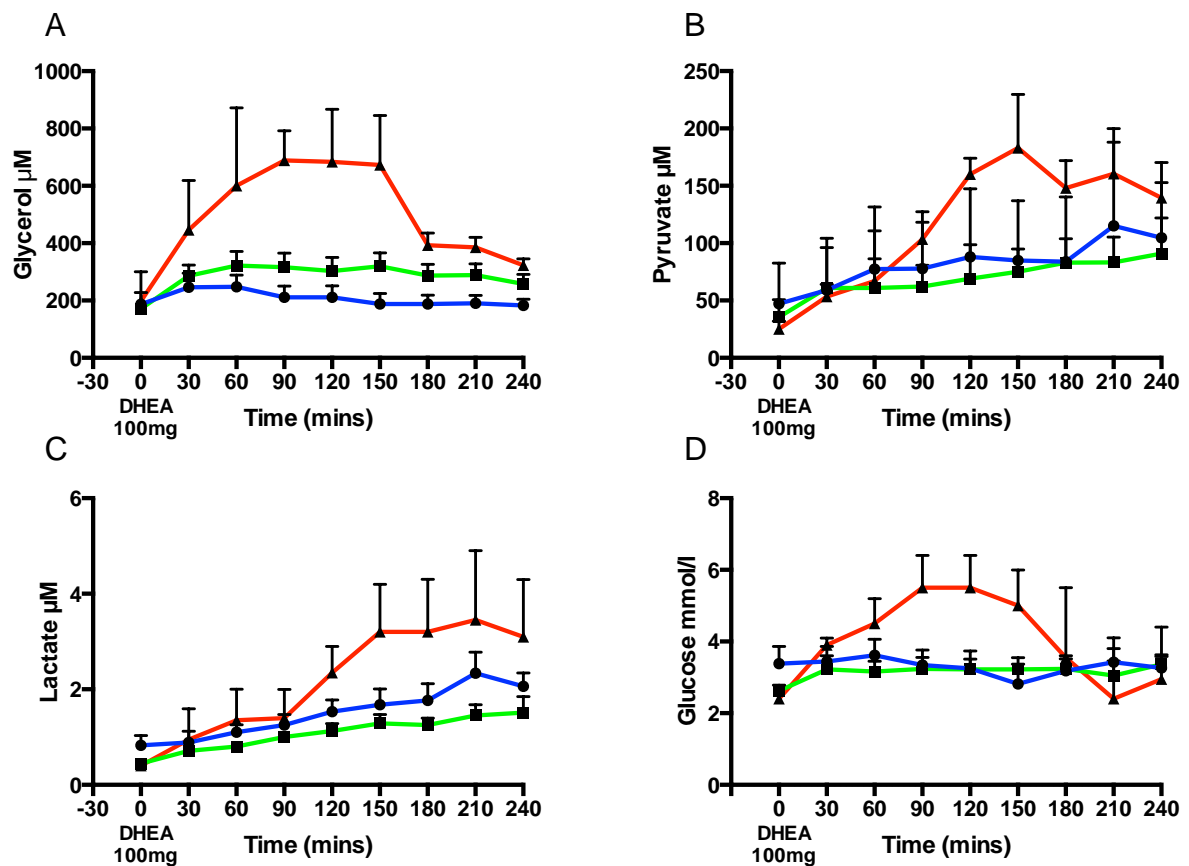 A
Glycerol µM
1000
800
600
400
200
0
-30 0 30 60 90 120 150 180 210 240
DHEA
100mg
Time (mins)
B
Pyruvate µM
250
200
150
100
50
0
-30 0 30 60 90 120 150 180 210 240
DHEA
100mg
Time (mins)
C
Lactate µM
6
4
2
0
-30 0 30 60 90 120 150 180 210 240
DHEA
100mg
Time (mins)
D
Glucose mmol/l
8
6
4
2
0
0 30 60 90 120 150 180 210 240
DHEA
100mg
Time (mins)